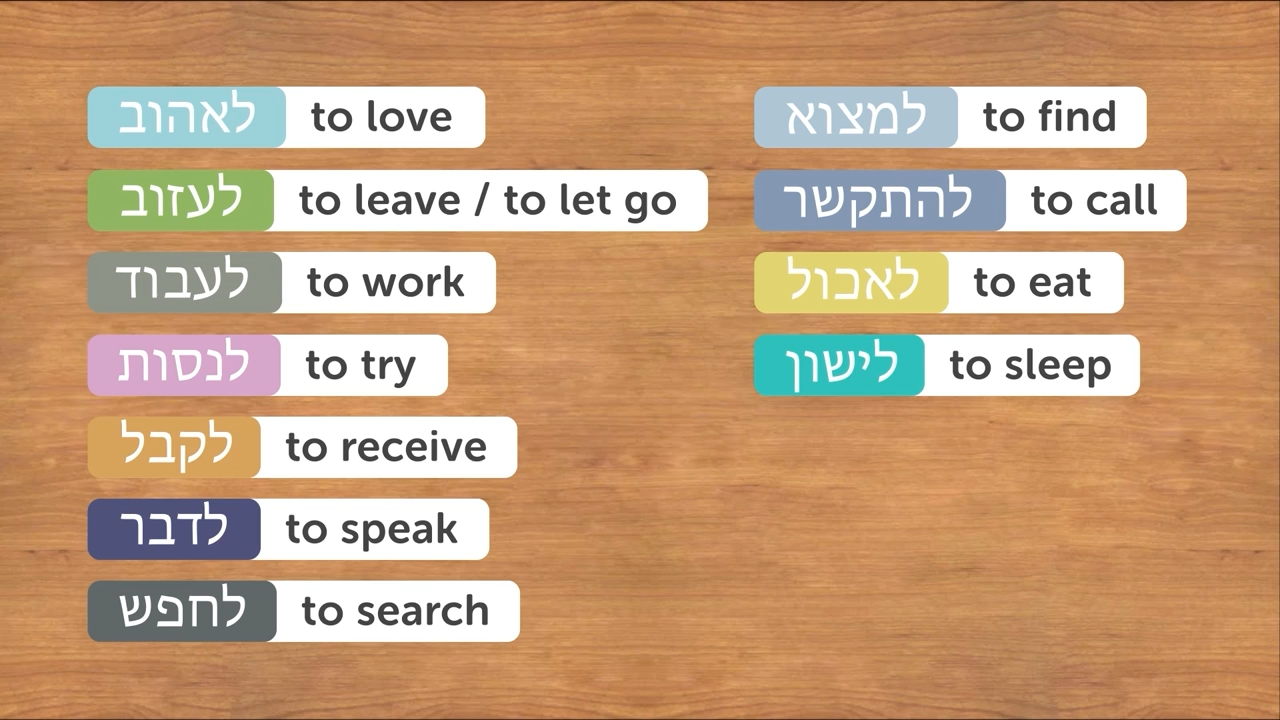 לאהוב to love
לעזוב to leave / to let go
לעבוד to work
לנסות to try
לקבל to receive
לדבר to speak
לחפש to search
למצוא to find
להתקשר to call
לאכול to eat
לישון to sleep